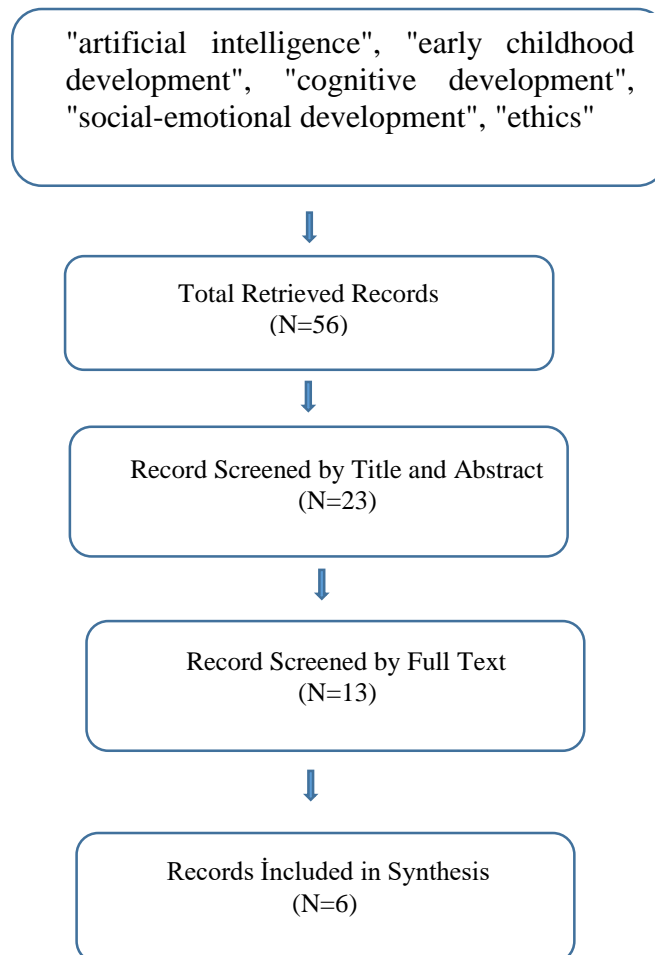 "artificial intelligence", "early childhood
development", "cognitive development",
"social-emotional development", "ethics"
Total Retrieved Records
(N=56)
Record Screened by Title and Abstract
(N=23)
Record Screened by Full Text
(N=13)
Records İncluded in Synthesis
(N=6)